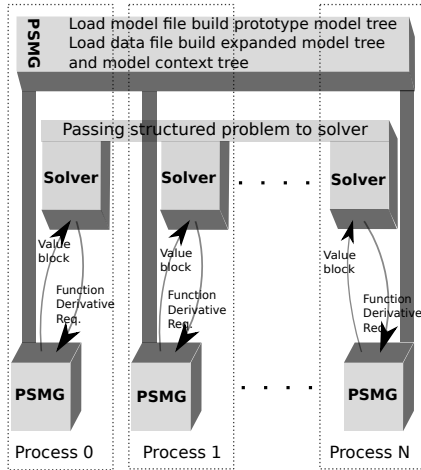 PSMG
Load model file build prototype model tree
Load data file build expanded model tree
and model context tree
Passing structured problem to solver
Solver
Solver
Solver
. . . .
Value
block
Value
block
Value
block
Function
Derivative
Req.
Function
Derivative
Req.
Function
Derivative
Req.
PSMG
PSMG
PSMG
. . . .
Process 0
Process 1
Process N